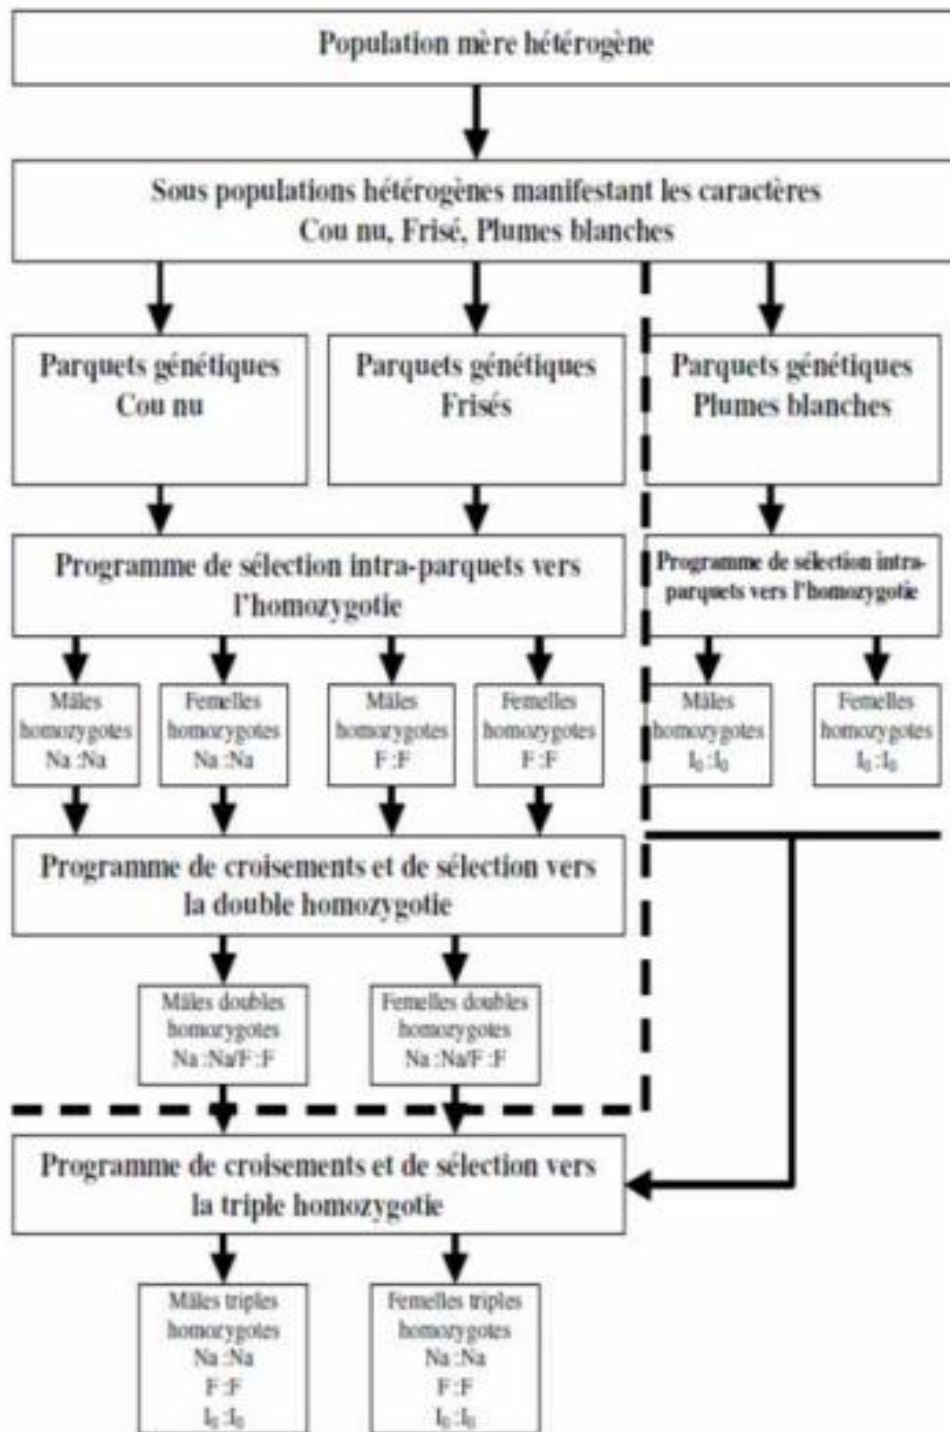 Population mère hétérogène
Sous populations hétérogènes manifestant les caractères
Cou nu, Frisé, Plumes blanches
Parquets génétiques
Cou nu
Parquets génétiques
Frisés
Parquets génétiques
Plumes blanches
Programme de sélection intra-parquets vers
l'homozygotie
Programme de sélection intra-
parquets vers l'homozygotie
Mâles
homozygotes
Na :Na
Femelles
homozygotes
Na :Na
Mâles
homozygotes
F :F
Femelles
homozygotes
F :F
Mâles
homozygotes
I₀ :I₀
Femelles
homozygotes
I₀ :I₀
Programme de croisements et de sélection vers
la double homozygotie
Mâles doubles
homozygotes
Na :Na/F :F
Femelles doubles
homozygotes
Na :Na/F :F
Programme de croisements et de sélection vers
la triple homozygotie
Mâles triples
homozygotes
Na :Na
F :F
I₀ :I₀
Femelles triples
homozygotes
Na :Na
F :F
I₀ :I₀